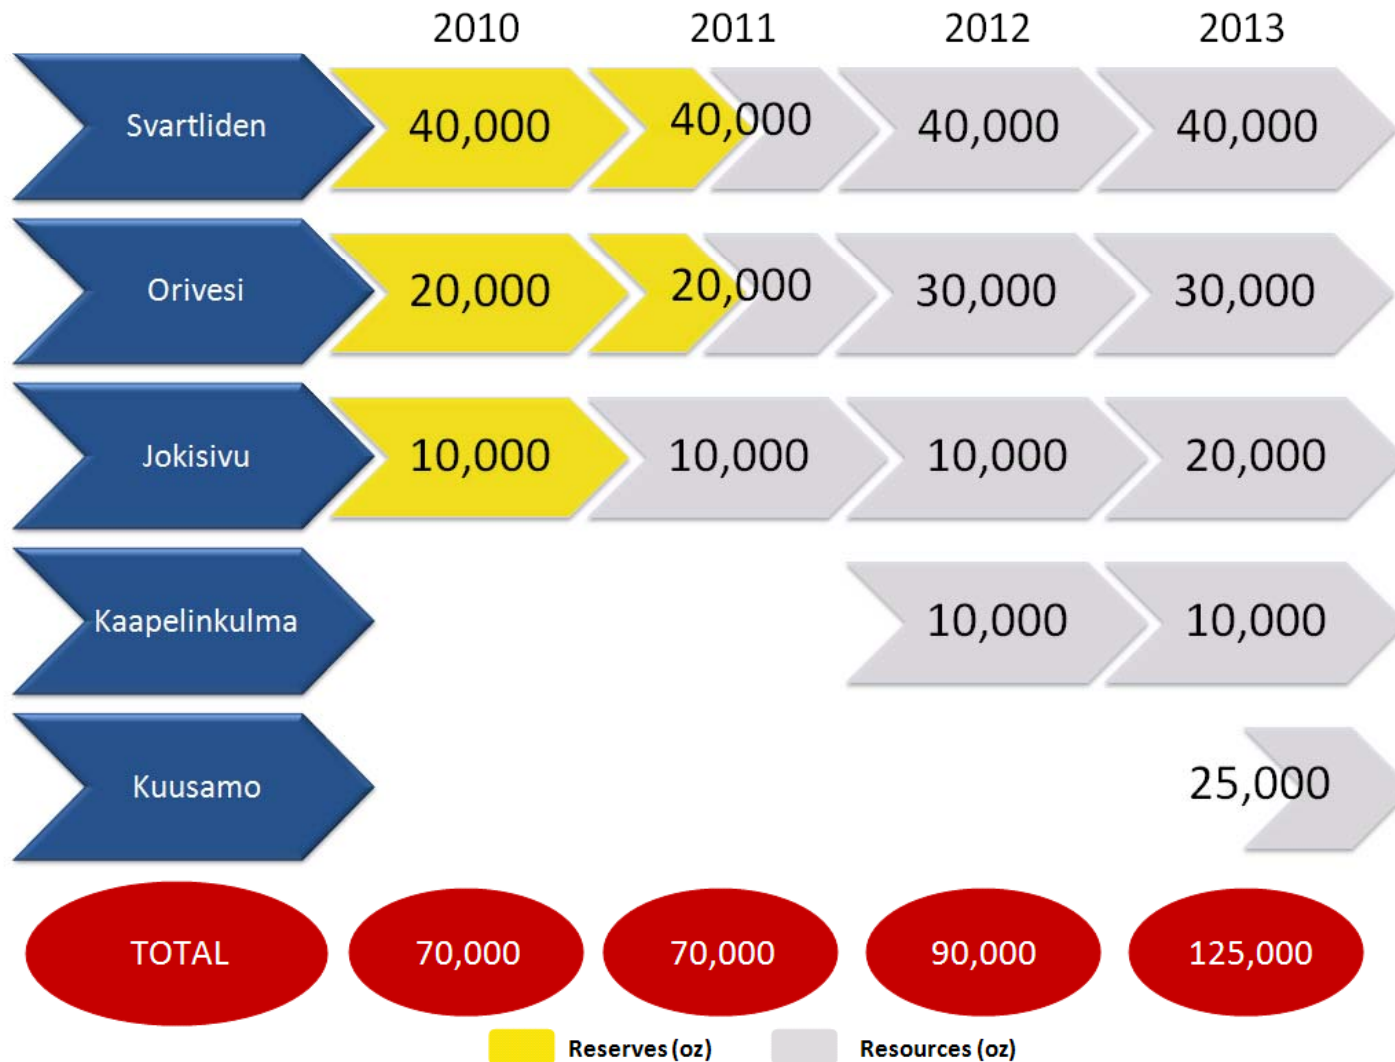 2010 2011 2012 2013
Svartliden 40,000 40,000 40,000 40,000
Orivesi 20,000 20,000 30,000 30,000
Jokisivu 10,000 10,000 10,000 20,000
Kaapelinkulma 10,000 10,000
Kuusamo 25,000
TOTAL 70,000 70,000 90,000 125,000
Reserves (oz) Resources (oz)